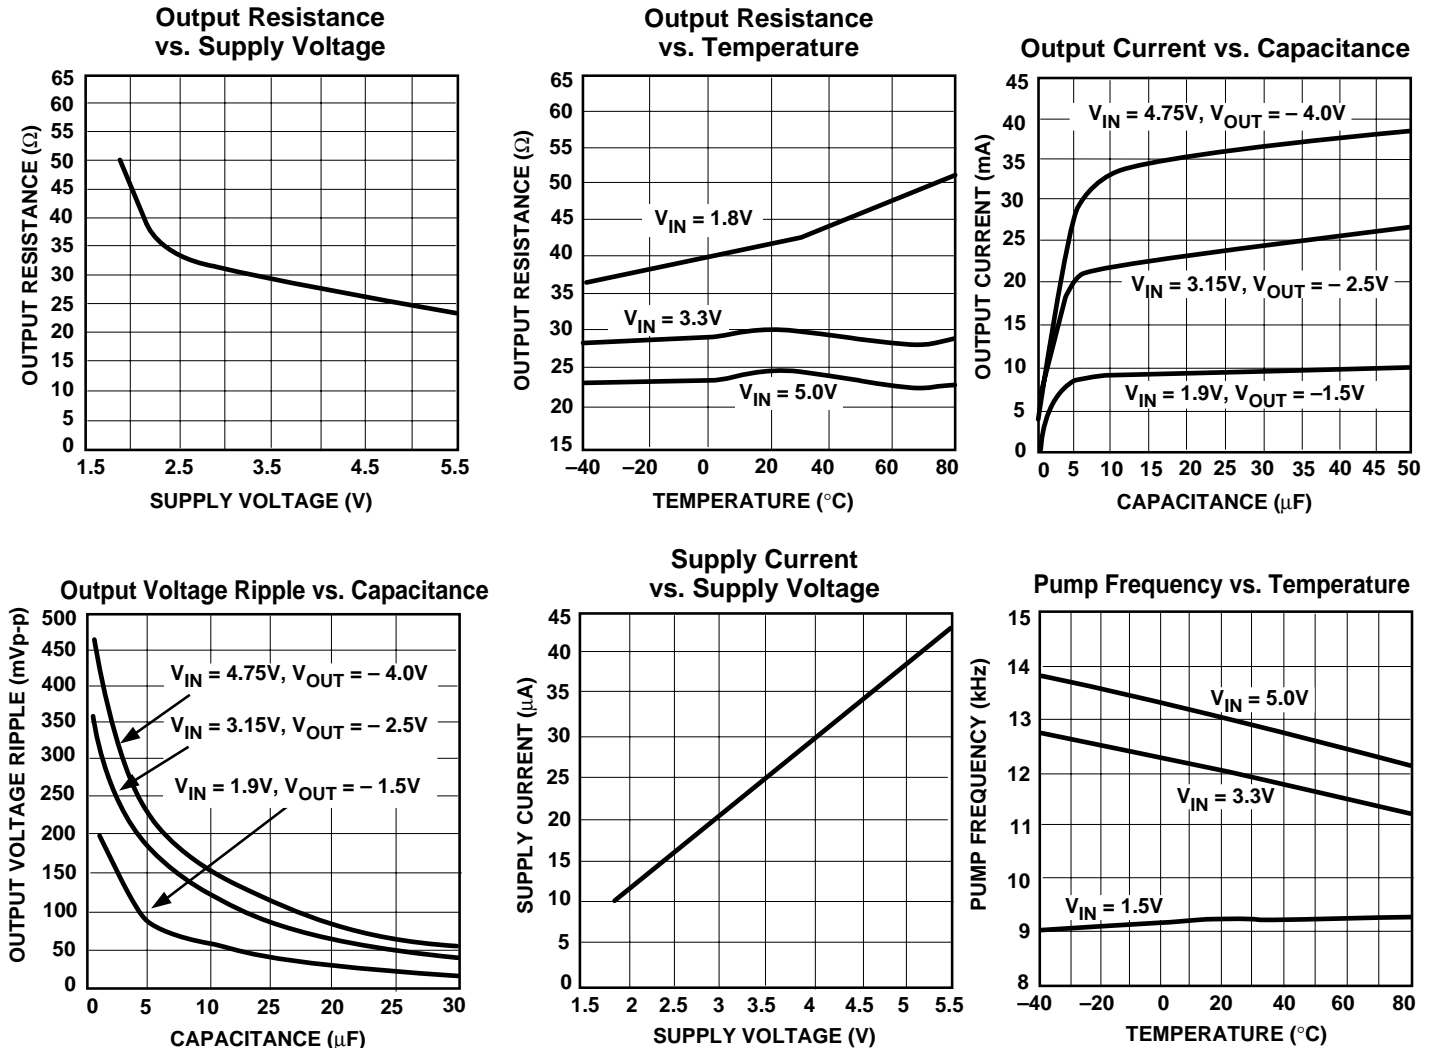 Output Resistance
vs. Supply Voltage
65
60
55
50
45
40
35
30
25
20
15
10
5
0
OUTPUT RESISTANCE (Ω)
1.5 2.5 3.5 4.5 5.5
SUPPLY VOLTAGE (V)
Output Resistance
vs. Temperature
65
60
55
50
45
40
35
30
25
20
15
OUTPUT RESISTANCE (Ω)
VIN = 1.8V
VIN = 3.3V
VIN = 5.0V
–40 –20 0 20 40 60 80
TEMPERATURE (°C)
Output Current vs. Capacitance
45
40
35
30
25
20
15
10
5
0
OUTPUT CURRENT (mA)
VIN = 4.75V, VOUT = – 4.0V
VIN = 3.15V, VOUT = – 2.5V
VIN = 1.9V, VOUT = –1.5V
0 5 10 15 20 25 30 35 40 45 50
CAPACITANCE (µF)
Output Voltage Ripple vs. Capacitance
500
450
400
350
300
250
200
150
100
50
0
OUTPUT VOLTAGE RIPPLE (mVp-p)
VIN = 4.75V, VOUT = – 4.0V
VIN = 3.15V, VOUT = – 2.5V
VIN = 1.9V, VOUT = – 1.5V
0 5 10 25 20 25 30
CAPACITANCE (µF)
Supply Current
vs. Supply Voltage
45
40
35
30
25
20
15
10
5
0
SUPPLY CURRENT (µA)
1.5 2 2.5 3 3.5 4 4.5 5 5.5
SUPPLY VOLTAGE (V)
Pump Frequency vs. Temperature
15
14
13
12
11
10
9
8
PUMP FREQUENCY (kHz)
VIN = 5.0V
VIN = 3.3V
VIN = 1.5V
–40 –20 0 20 40 60 80
TEMPERATURE (°C)